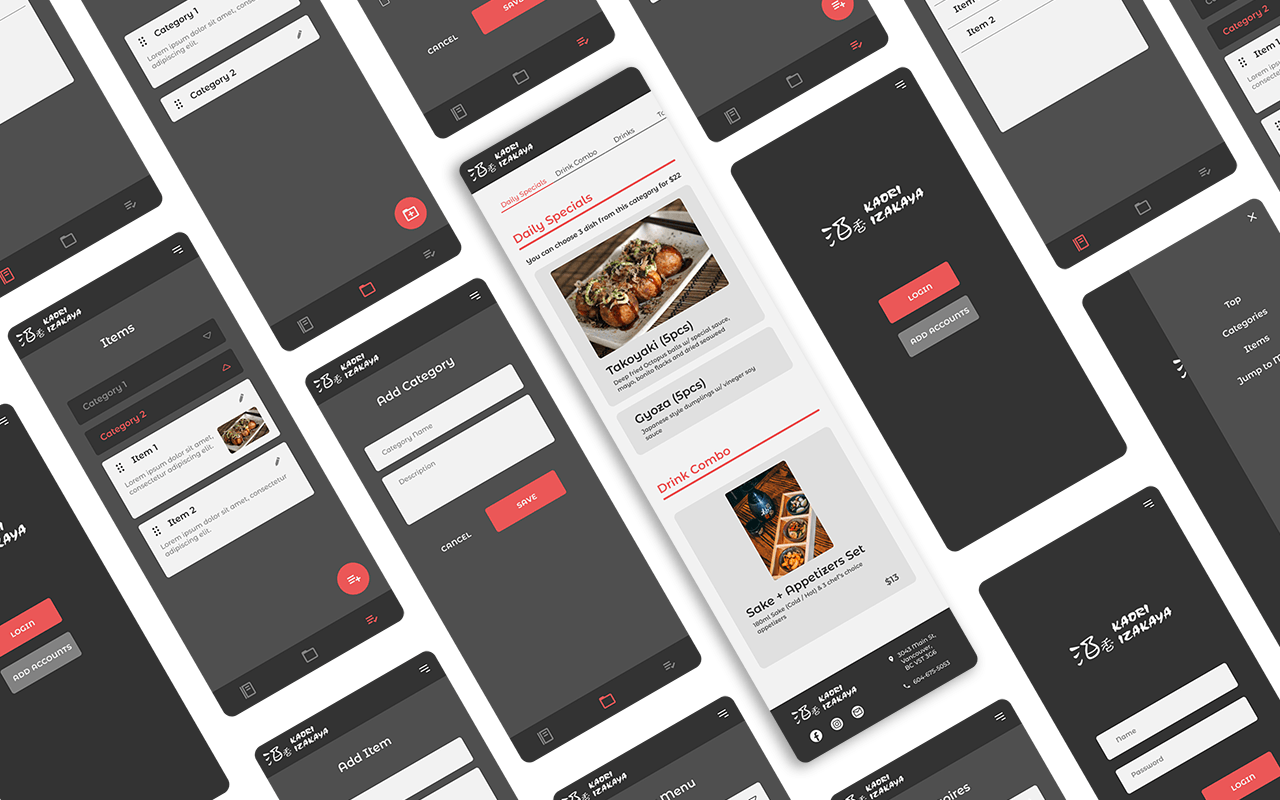 Category 1
Lorem ipsum dolor sit amet,
adipiscing elit.
Category 2
SAVE
CANCEL
Item 2
Category 2
Item 1
KAORI
IZAKAYA
Items
Category 1
Category 2
Item 1
Lorem ipsum dolor sit amet,
consectetur adipiscing elit.
Item 2
Lorem ipsum dolor sit amet, consectetur
adipiscing elit.
KAORI
IZAKAYA
Add Category
Category Name
Description
SAVE
CANCEL
KAORI
IZAKAYA
Daily Specials
Drink Combo
Drinks
Daily Specials
you can choose 3 dish from this category for $22
Takoyaki (5pcs)
Deep fried Octopus balls w/ special sauce,
mayo, bonito flacks and dried seaweed
Gyoza (5pcs)
Japanese style dumplings w/ vineger soy
sauce
Drink Combo
Sake + Appetizers Set
180ml Sake (Cold / Hot) & 3 chef's choice
appetizers
$13
KAORI
IZAKAYA
3043 Main St,
Vancouver,
BC V5T 3G6
604-675-5053
KAORI
IZAKAYA
LOGIN
ADD ACCOUNTS
Top
Categories
Items
Jump to
LOGIN
ADD ACCOUNTS
KAORI
IZAKAYA
Add Item
KAORI
IZAKAYA
Menu
KAORI
IZAKAYA
KAORI
IZAKAYA
Name
Password
LOGIN